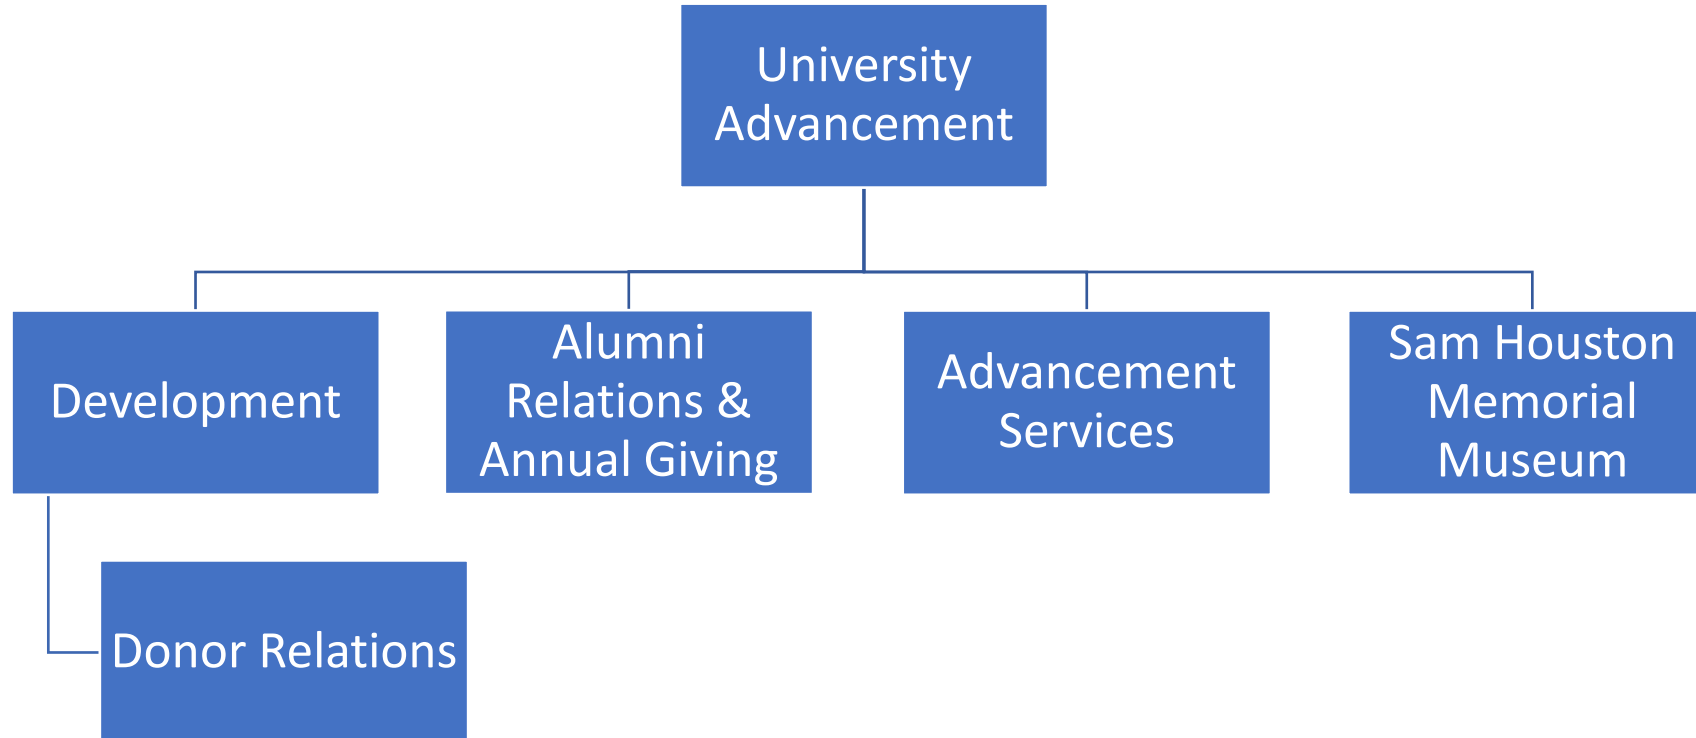 University
Advancement
Development
Alumni
Relations &
Annual Giving
Advancement
Services
Sam Houston
Memorial
Museum
Donor Relations